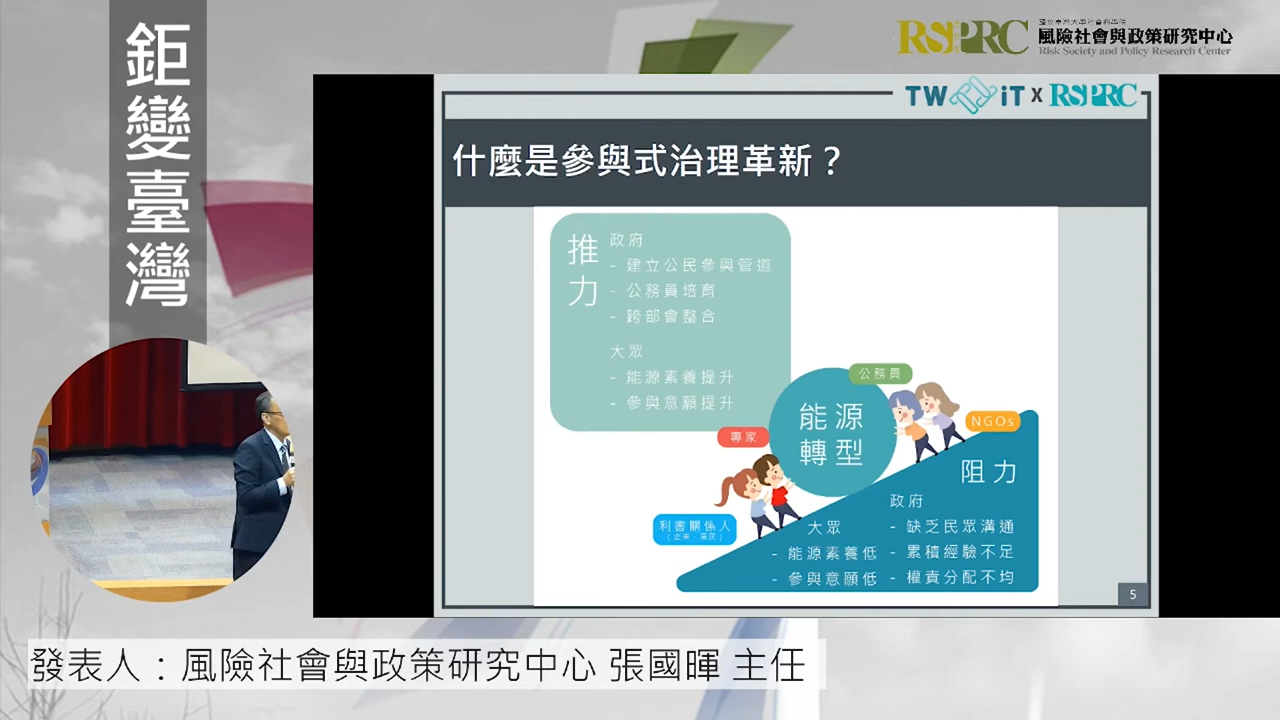 鉅變臺灣
RSPRC
國立臺灣大學社會科學院
風險社會與政策研究中心
Risk Society and Policy Research Center
TW iT X RSPRC
什麼是參與式治理革新？
推力
政府
- 建立公民參與管道
- 公務員培育
- 跨部會整合
大眾
- 能源素養提升
- 參與意願提升
專家
利害關係人
能源
轉型
公務員
NGOs
阻力
大眾
- 能源素養低
- 參與意願低
政府
- 缺乏民眾溝通
- 累積經驗不足
- 權責分配不均
5
發表人：風險社會與政策研究中心 張國暉 主任